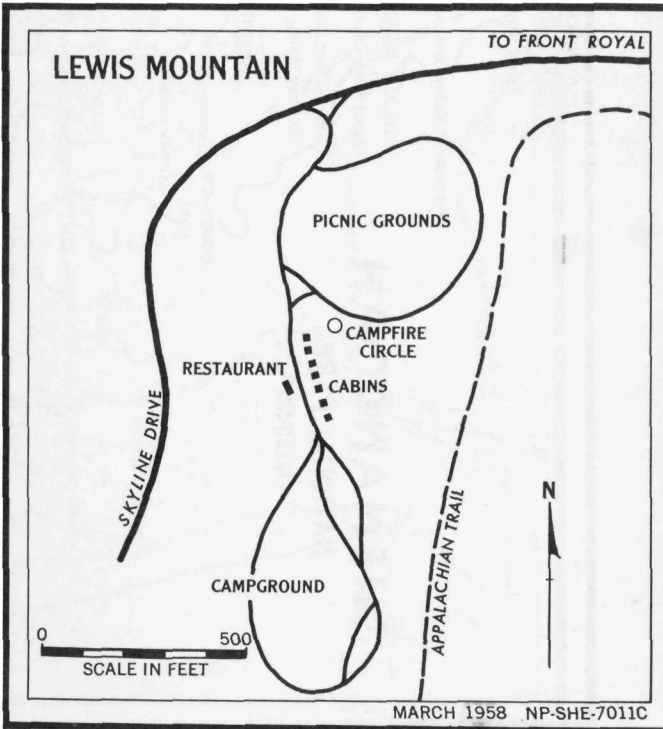 TO FRONT ROYAL
LEWIS MOUNTAIN
PICNIC GROUNDS
CAMPFIRE
CIRCLE
RESTAURANT
CABINS
SKYLINE DRIVE
N
APPALACHIAN TRAIL
CAMPGROUND
0 500
SCALE IN FEET
MARCH 1958 NP-SHE-7011C